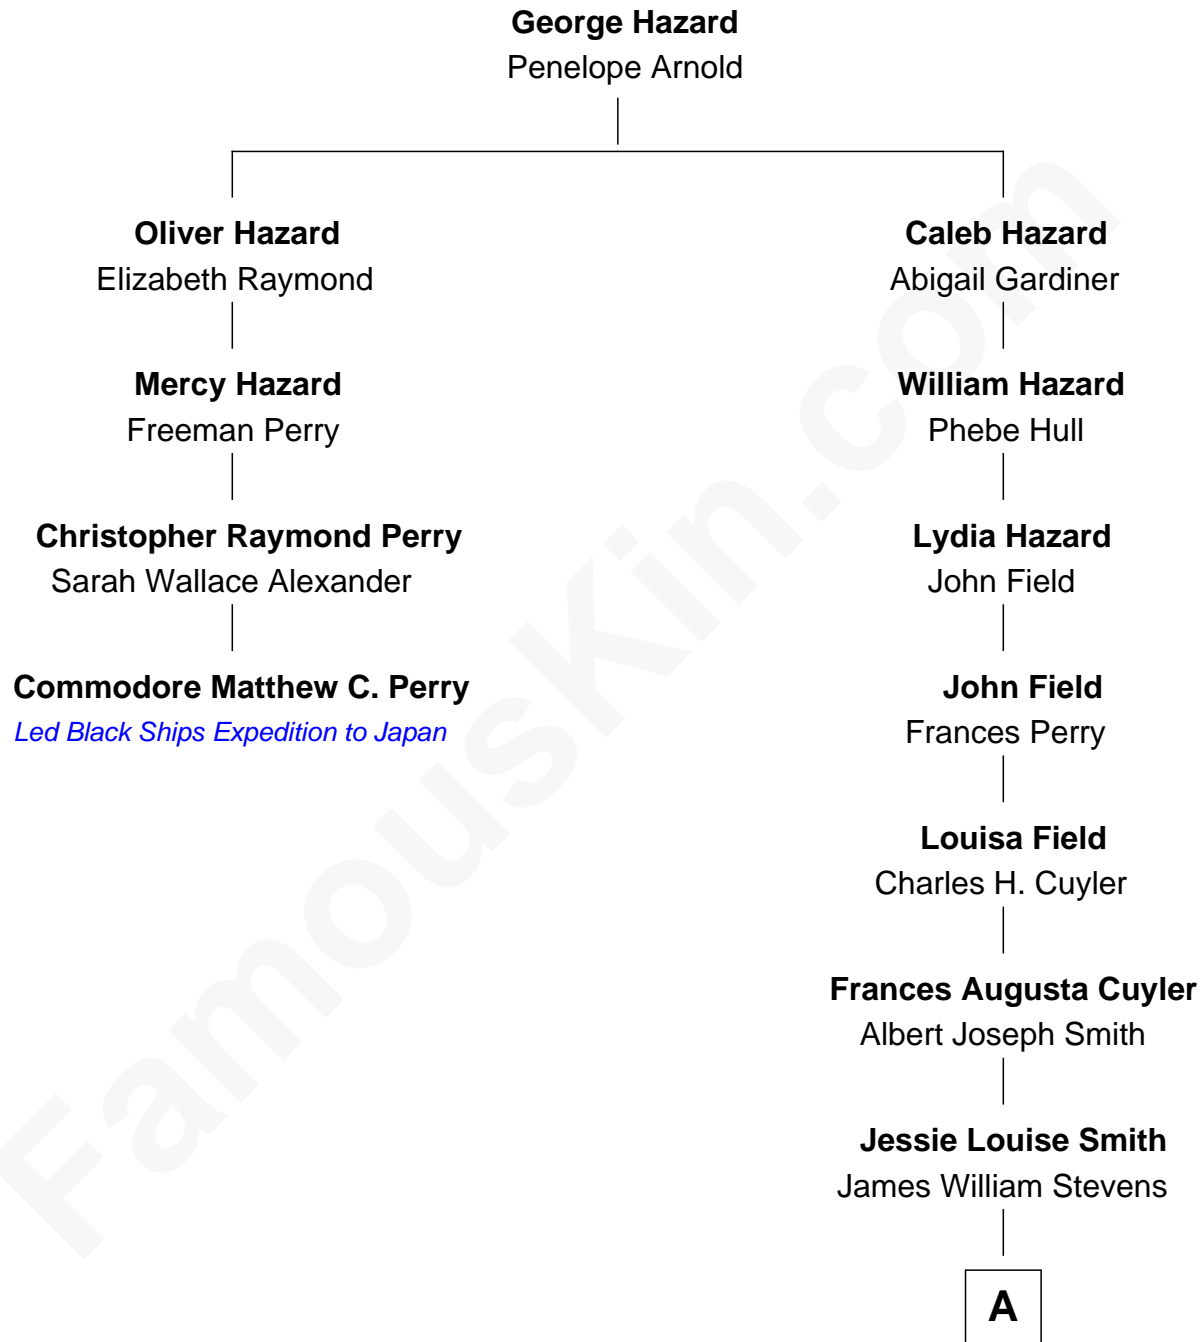 George Hazard
Penelope Arnold
Oliver Hazard
Elizabeth Raymond
Mercy Hazard
Freeman Perry
Christopher Raymond Perry
Sarah Wallace Alexander
Commodore Matthew C. Perry
Led Black Ships Expedition to Japan
Caleb Hazard
Abigail Gardiner
William Hazard
Phebe Hull
Lydia Hazard
John Field
John Field
Frances Perry
Louisa Field
Charles H. Cuyler
Frances Augusta Cuyler
Albert Joseph Smith
Jessie Louise Smith
James William Stevens
A
FamousKin.com